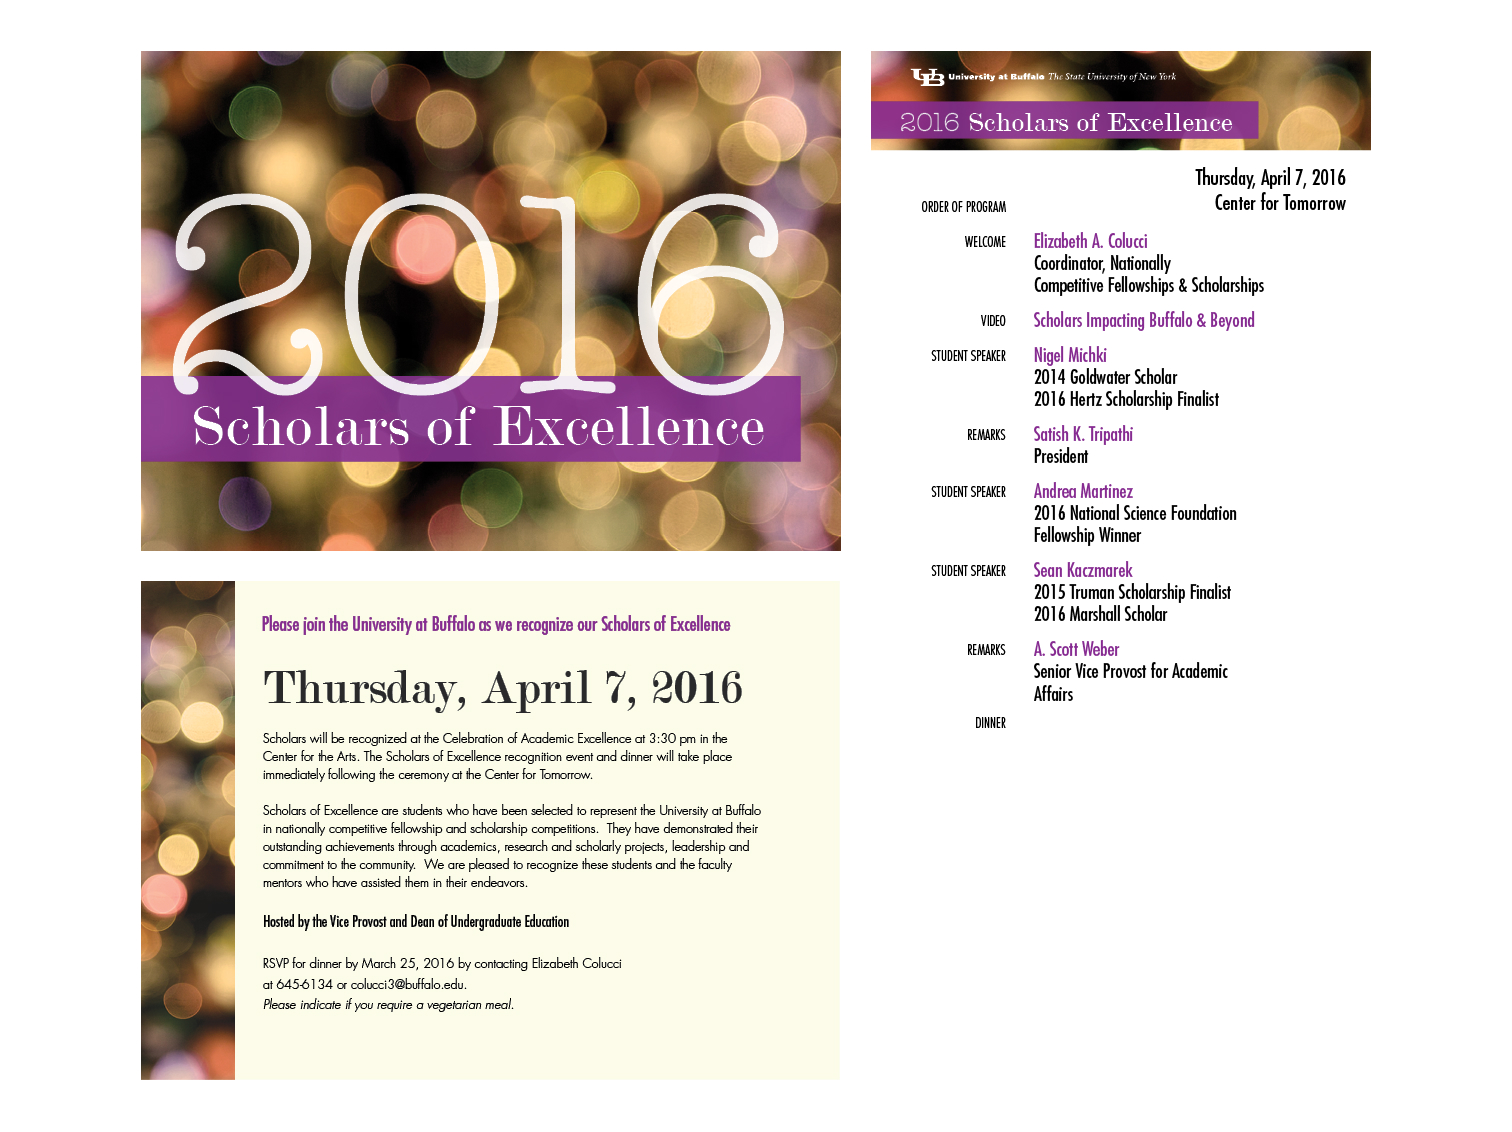 2016
Scholars of Excellence
Please join the University at Buffalo as we recognize our Scholars of Excellence
Thursday, April 7, 2016
Scholars will be recognized at the Celebration of Academic Excellence at 3:30 pm in the
Center for the Arts. The Scholars of Excellence recognition event and dinner will take place
immediately following the ceremony at the Center for Tomorrow.
Scholars of Excellence are students who have been selected to represent the University at Buffalo
in nationally competitive fellowship and scholarship competitions.  They have demonstrated their
outstanding achievements through academics, research and scholarly projects, leadership and
commitment to the community.  We are pleased to recognize these students and the faculty
mentors who have assisted them in their endeavors.
Hosted by the Vice Provost and Dean of Undergraduate Education
RSVP for dinner by March 25, 2016 by contacting Elizabeth Colucci
at 645-6134 or colucci3@buffalo.edu.
Please indicate if you require a vegetarian meal.
UB University at Buffalo The State University of New York
2016 Scholars of Excellence
Thursday, April 7, 2016
Center for Tomorrow
ORDER OF PROGRAM
WELCOME Elizabeth A. Colucci
Coordinator, Nationally
Competitive Fellowships & Scholarships
VIDEO Scholars Impacting Buffalo & Beyond
STUDENT SPEAKER Nigel Michki
2014 Goldwater Scholar
2016 Hertz Scholarship Finalist
REMARKS Satish K. Tripathi
President
STUDENT SPEAKER Andrea Martinez
2016 National Science Foundation
Fellowship Winner
STUDENT SPEAKER Sean Kaczmarek
2015 Truman Scholarship Finalist
2016 Marshall Scholar
REMARKS A. Scott Weber
Senior Vice Provost for Academic
Affairs
DINNER